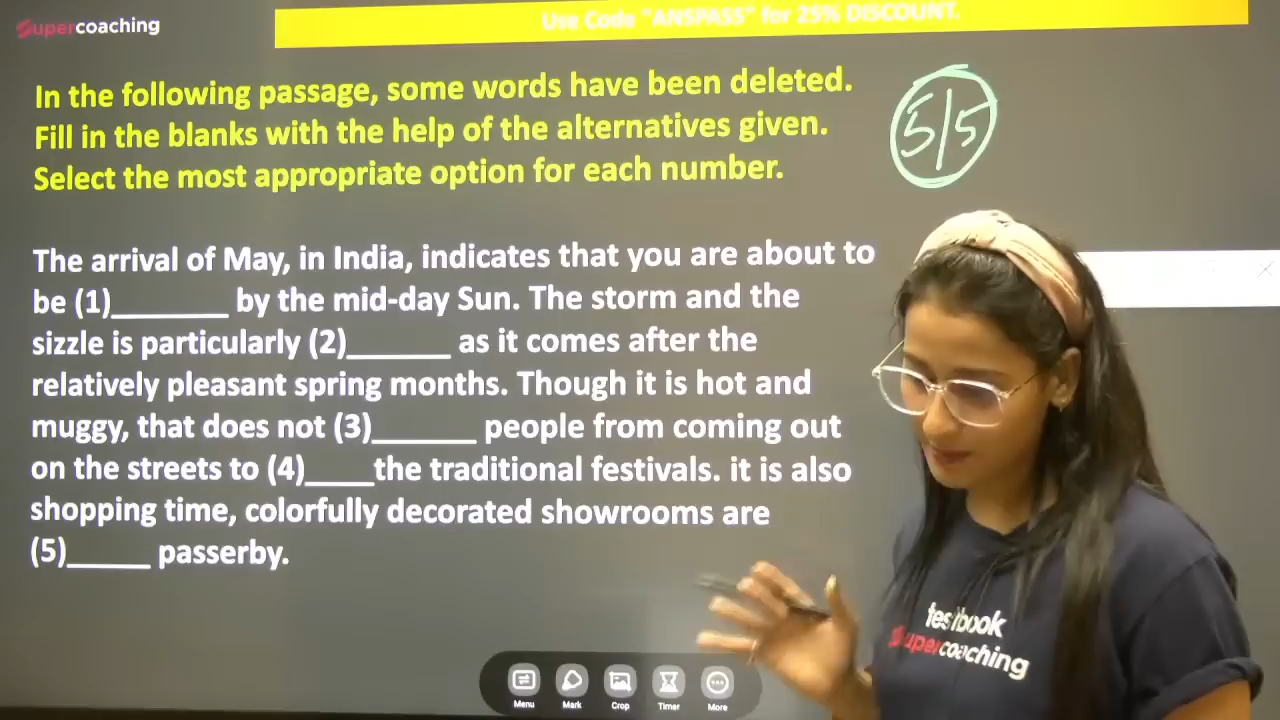 Supercoaching
Use Code "ANSPASS" for 25% DISCOUNT.
In the following passage, some words have been deleted.
Fill in the blanks with the help of the alternatives given.
Select the most appropriate option for each number.
5/5
The arrival of May, in India, indicates that you are about to
be (1)________ by the mid-day Sun. The storm and the
sizzle is particularly (2)_______ as it comes after the
relatively pleasant spring months. Though it is hot and
muggy, that does not (3)_______ people from coming out
on the streets to (4)____the traditional festivals. it is also
shopping time, colorfully decorated showrooms are
(5)_____ passerby.
testbook
Supercoaching
Menu Mark Crop Timer More